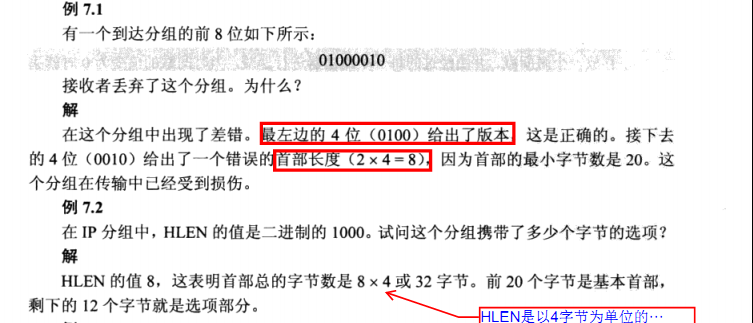 例 7.1
有一个到达分组的前 8 位如下所示：
01000010
接收者丢弃了这个分组。为什么？
解
在这个分组中出现了差错。最左边的 4 位（0100）给出了版本，这是正确的。接下去
的 4 位（0010）给出了一个错误的首部长度（2 × 4 = 8），因为首部的最小字节数是 20。这
个分组在传输中已经受到损伤。
例 7.2
在 IP 分组中，HLEN 的值是二进制的 1000。试问这个分组携带了多少个字节的选项？
解
HLEN 的值 8，这表明首部总的字节数是 8 × 4 或 32 字节。前 20 个字节是基本首部，
剩下的 12 个字节就是选项部分。
HLEN是以4字节为单位的…